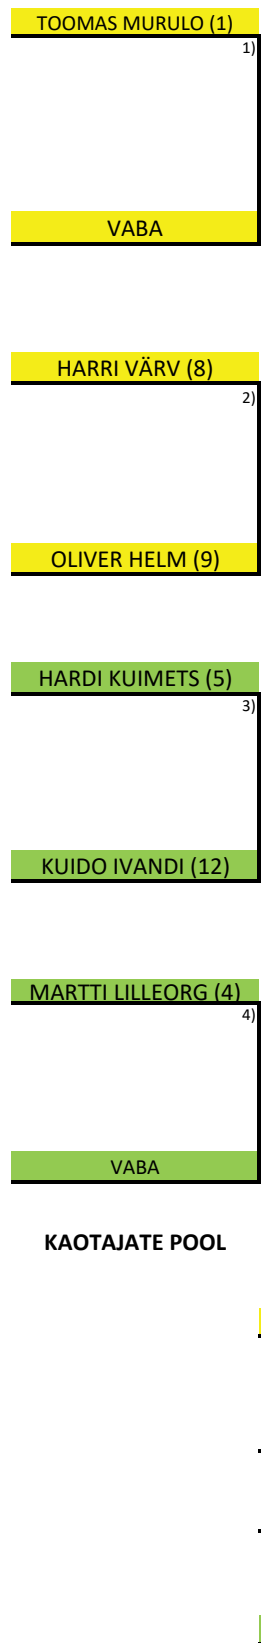 TOOMAS MURULO (1)
1)
VABA
HARRI VÄRV (8)
2)
OLIVER HELM (9)
HARDI KUIMETS (5)
3)
KUIDO IVANDI (12)
MARTTI LILLEORG (4)
4)
VABA
KAOTAJATE POOL